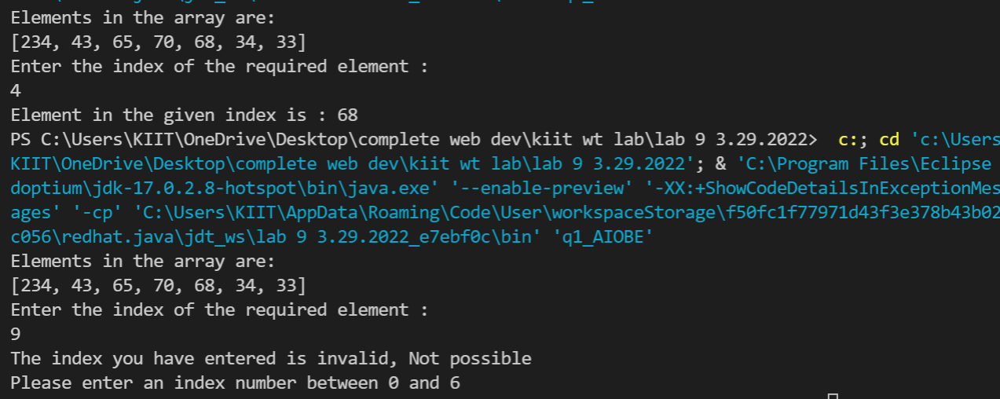 Elements in the array are:
[234, 43, 65, 70, 68, 34, 33]
Enter the index of the required element :
4
Element in the given index is : 68
PS C:\Users\KIIT\OneDrive\Desktop\complete web dev\kiit wt lab\lab 9 3.29.2022>  c:; cd 'c:\Users
KIIT\OneDrive\Desktop\complete web dev\kiit wt lab\lab 9 3.29.2022'; & 'C:\Program Files\Eclipse
doptium\jdk-17.0.2.8-hotspot\bin\java.exe' '--enable-preview' '-XX:+ShowCodeDetailsInExceptionMes
ages' '-cp' 'C:\Users\KIIT\AppData\Roaming\Code\User\workspaceStorage\f50fc1f77971d43f3e378b43b02
c056\redhat.java\jdt_ws\lab 9 3.29.2022_e7ebf0c\bin' 'q1_AIOBE'
Elements in the array are:
[234, 43, 65, 70, 68, 34, 33]
Enter the index of the required element :
9
The index you have entered is invalid, Not possible
Please enter an index number between 0 and 6